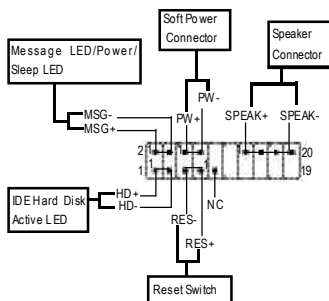 Soft Power
Connector
Message LED/Power/
Sleep LED
Speaker
Connector
MSG-
MSG+
PW-
PW+
SPEAK+
SPEAK-
2
1
1
20
1
1
19
IDE Hard Disk
Active LED
HD+
HD-
RES-
NC
RES+
Reset Switch